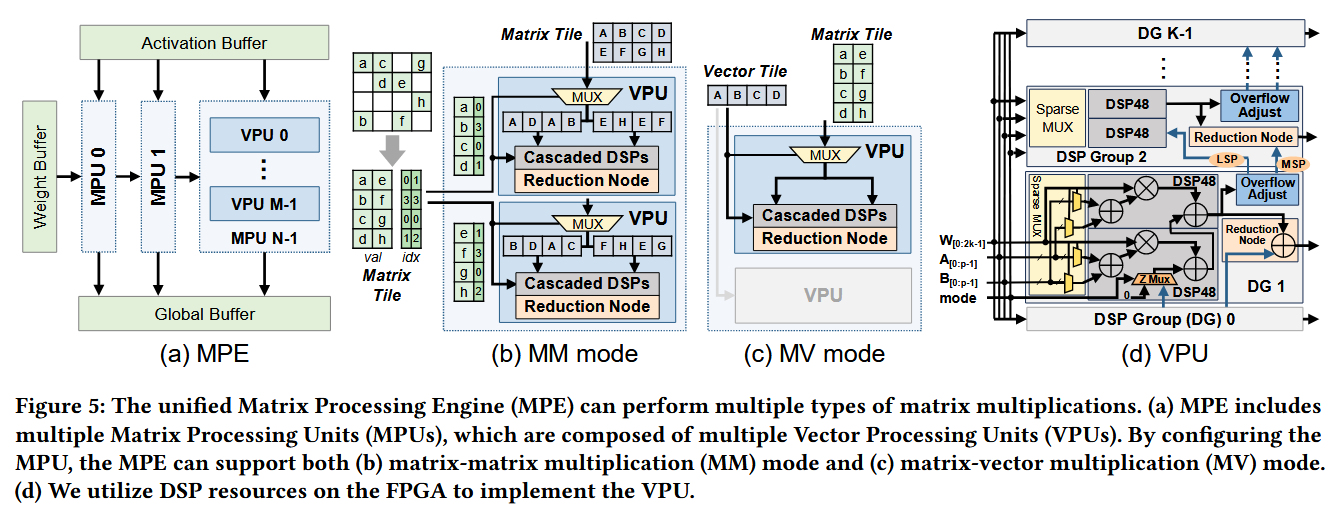 Activation Buffer
Weight Buffer
MPU 0
MPU 1
VPU 0
VPU M-1
MPU N-1
Global Buffer
(a) MPE
a c g
d e
h
b f
a e
b f
c g
d h
val
0 1
3 3
0 0
1 2
idx
Matrix
Tile
Matrix Tile
A B C D
E F G H
a 0
b 3
c 0
d 1
MUX
VPU
A D A B
E H E F
Cascaded DSPs
Reduction Node
e 1
f 3
g 0
h 2
MUX
VPU
B D A C
F H E G
Cascaded DSPs
Reduction Node
(b) MM mode
Matrix Tile
a e
b f
c g
d h
Vector Tile
A B C D
MUX
VPU
Cascaded DSPs
Reduction Node
VPU
(c) MV mode
DG K-1
Sparse
MUX
DSP48
DSP48
Overflow
Adjust
Reduction Node
DSP Group 2
LSP
MSP
Sparse MUX
DSP48
Overflow
Adjust
Reduction
Node
W[0:2k-1]
A[0:p-1]
B[0:p-1]
mode
0
Z Mux
DSP48
DG 1
DSP Group (DG) 0
(d) VPU
Figure 5: The unified Matrix Processing Engine (MPE) can perform multiple types of matrix multiplications. (a) MPE includes
multiple Matrix Processing Units (MPUs), which are composed of multiple Vector Processing Units (VPUs). By configuring the
MPU, the MPE can support both (b) matrix-matrix multiplication (MM) mode and (c) matrix-vector multiplication (MV) mode.
(d) We utilize DSP resources on the FPGA to implement the VPU.